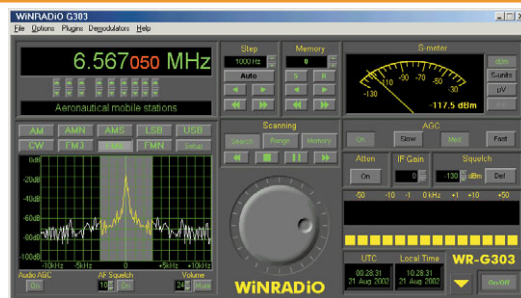 WiNRADiO G303
File Options Plugins Demodulators Help
6.567050 MHz
Aeronautical mobile stations
Step
1000 Hz
Auto
Memory
0
S R
S-meter
-130 -110 -90 -70 -50 -30
-117.5 dBm
dBm
S-units
µV
AM AMN AMS LSB USB
CW FM3 FMN Setup
0dB
-20dB
-40dB
-60dB
-80dB
-100dB
-10kHz -5kHz 5kHz 10kHz
Audio AGC
On
AF Squelch
10 On
Volume
24 Mute
Scanning
Search Range Memory
WiNRADiO
AGC
On Slow Med Fast
Atten
On
IF Gain
0
Squelch
-130 dBm Def
-50 -10 -1 0 kHz +1 +10 +50
UTC
00:28:31
21 Aug 2002
Local Time
10:28:31
21 Aug 2002
WR-G303
On/Off